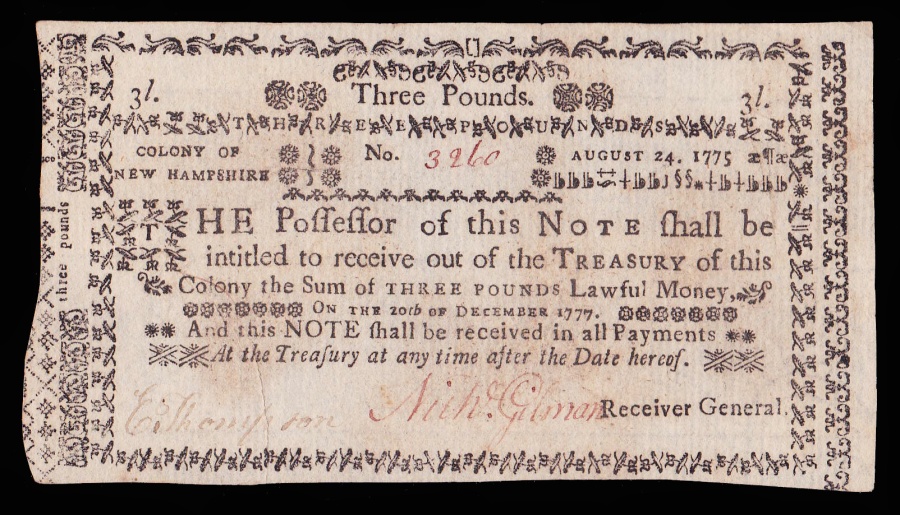 3l. Three Pounds. 3l.
THREE POUNDS
COLONY OF No. 3260 AUGUST 24. 1775
NEW HAMPSHIRE
THE Poſſeſſor of this NOTE ſhall be
intitled to receive out of the TREASURY of this
Colony the Sum of THREE POUNDS Lawful Money,
ON THE 20th OF DECEMBER 1777.
And this NOTE ſhall be received in all Payments
At the Treaſury at any time after the Date hereof.
E. Thompson Nichs. Gilman Receiver General.
three pounds